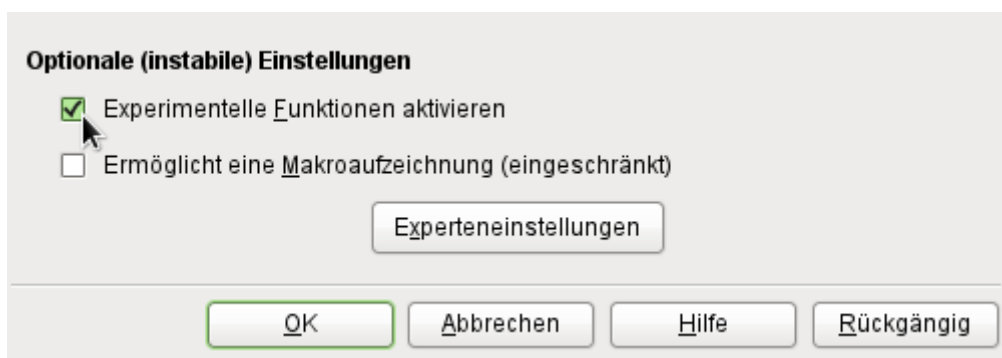 Optionale (instabile) Einstellungen
Experimentelle Funktionen aktivieren
Ermöglicht eine Makroaufzeichnung (eingeschränkt)
Experteneinstellungen
OK Abbrechen Hilfe Rückgängig